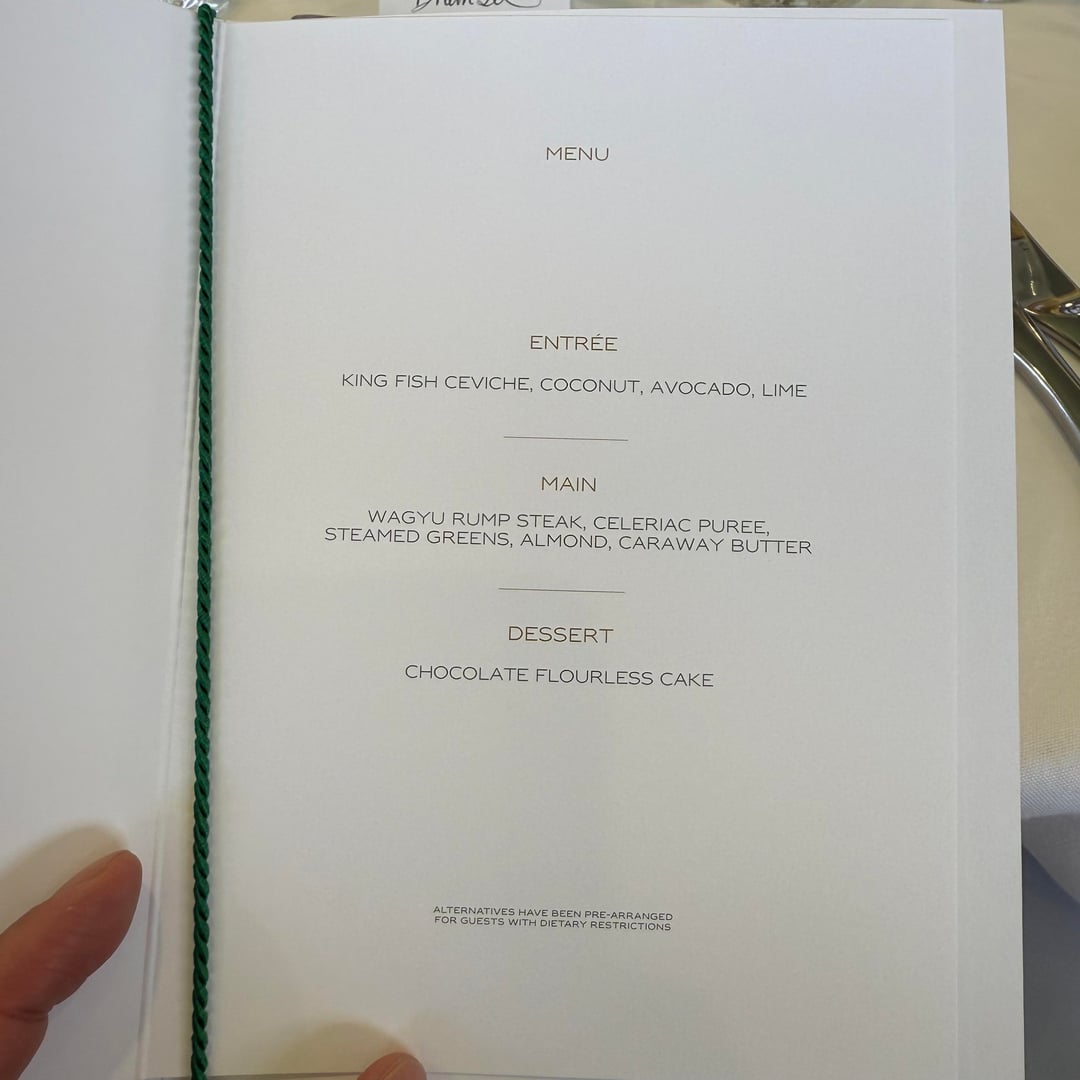 MENU
ENTRÉE
KING FISH CEVICHE, COCONUT, AVOCADO, LIME
MAIN
WAGYU RUMP STEAK, CELERIAC PUREE,
STEAMED GREENS, ALMOND, CARAWAY BUTTER
DESSERT
CHOCOLATE FLOURLESS CAKE
ALTERNATIVES HAVE BEEN PRE-ARRANGED
FOR GUESTS WITH DIETARY RESTRICTIONS